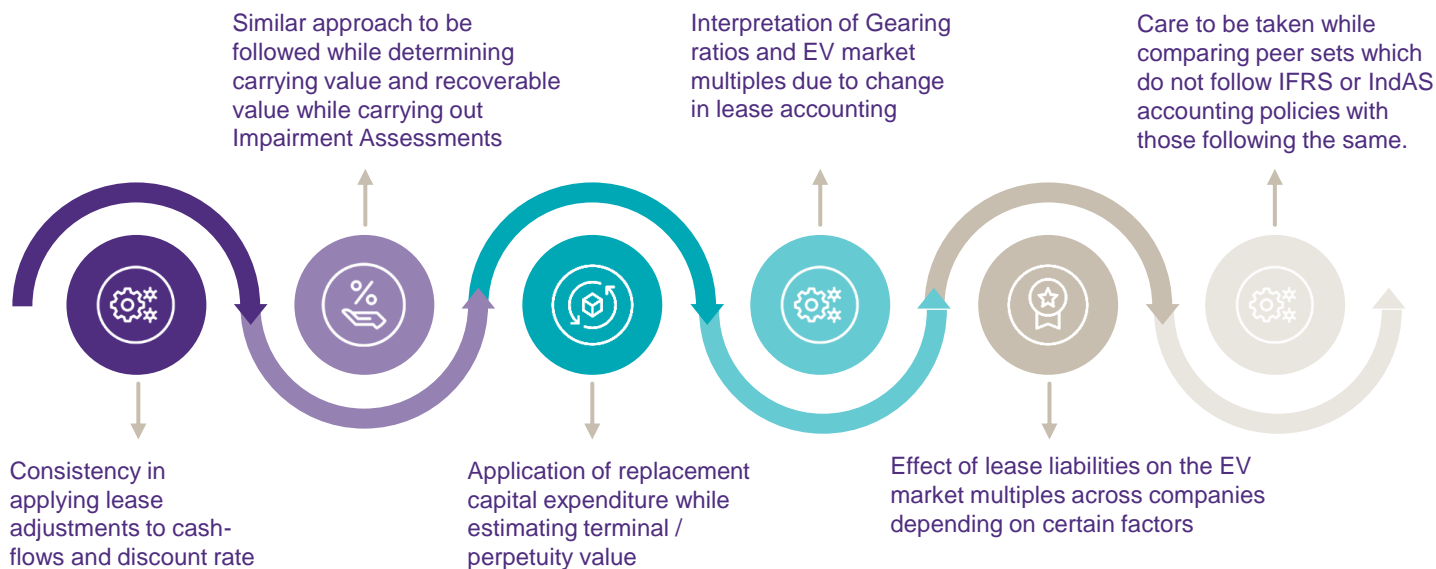 Similar approach to be
followed while determining
carrying value and recoverable
value while carrying out
Impairment Assessments
Interpretation of Gearing
ratios and EV market
multiples due to change
in lease accounting
Care to be taken while
comparing peer sets which
do not follow IFRS or IndAS
accounting policies with
those following the same.
%
Consistency in
applying lease
adjustments to cash-
flows and discount rate
Application of replacement
capital expenditure while
estimating terminal /
perpetuity value
Effect of lease liabilities on the EV
market multiples across companies
depending on certain factors